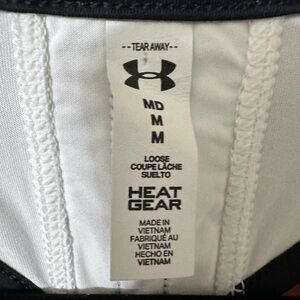 --TEAR AWAY--
MD
M
M
LOOSE
COUPE LÂCHE
SUELTO
HEAT
GEAR
MADE IN
VIETNAM
FABRIQUÉ AU
VIETNAM
HECHO EN
VIETNAM